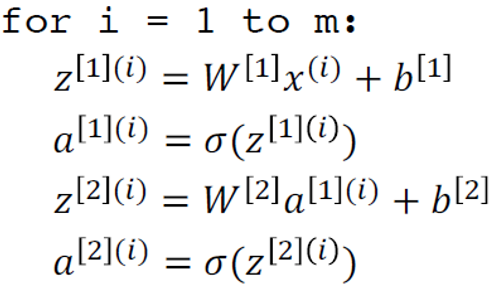 for i = 1 to m:
z^{[1](i)} = W^{[1]}x^{(i)} + b^{[1]}
a^{[1](i)} = σ(z^{[1](i)})
z^{[2](i)} = W^{[2]}a^{[1](i)} + b^{[2]}
a^{[2](i)} = σ(z^{[2](i)})